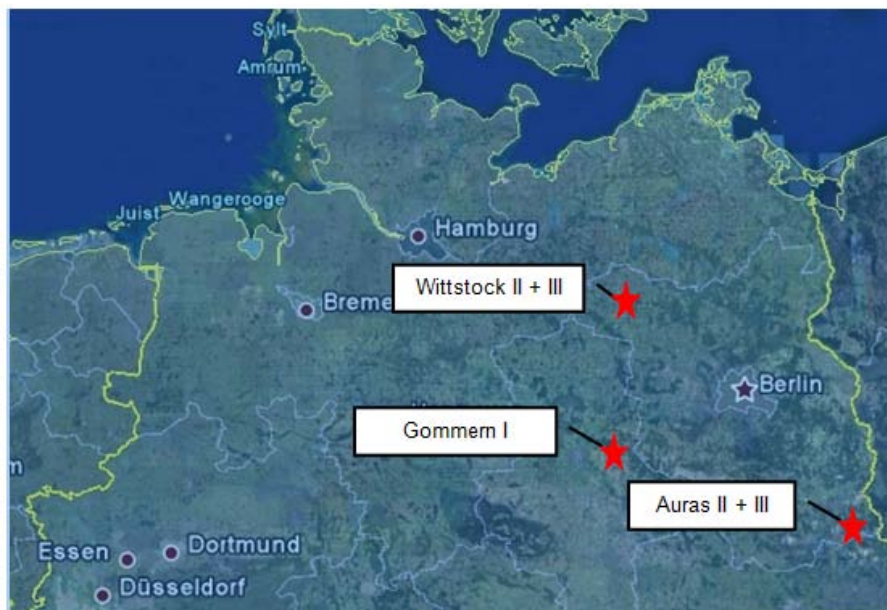 Sylt
Amrum
Wangerooge
Juist
Hamburg
Wittstock II + III
Breme
Berlin
Gommern I
m
Auras II + III
Essen
Dortmund
Düsseldorf